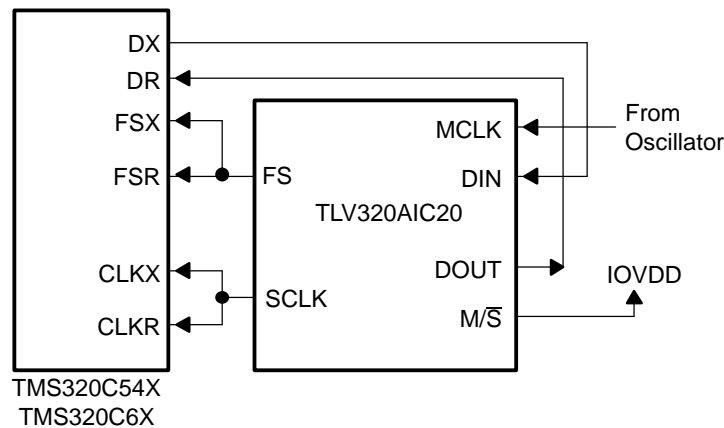 DX
DR
FSX
FSR
CLKX
CLKR
TMS320C54X
TMS320C6X
FS
SCLK
TLV320AIC20
MCLK
DIN
DOUT
M/S̅
From
Oscillator
IOVDD